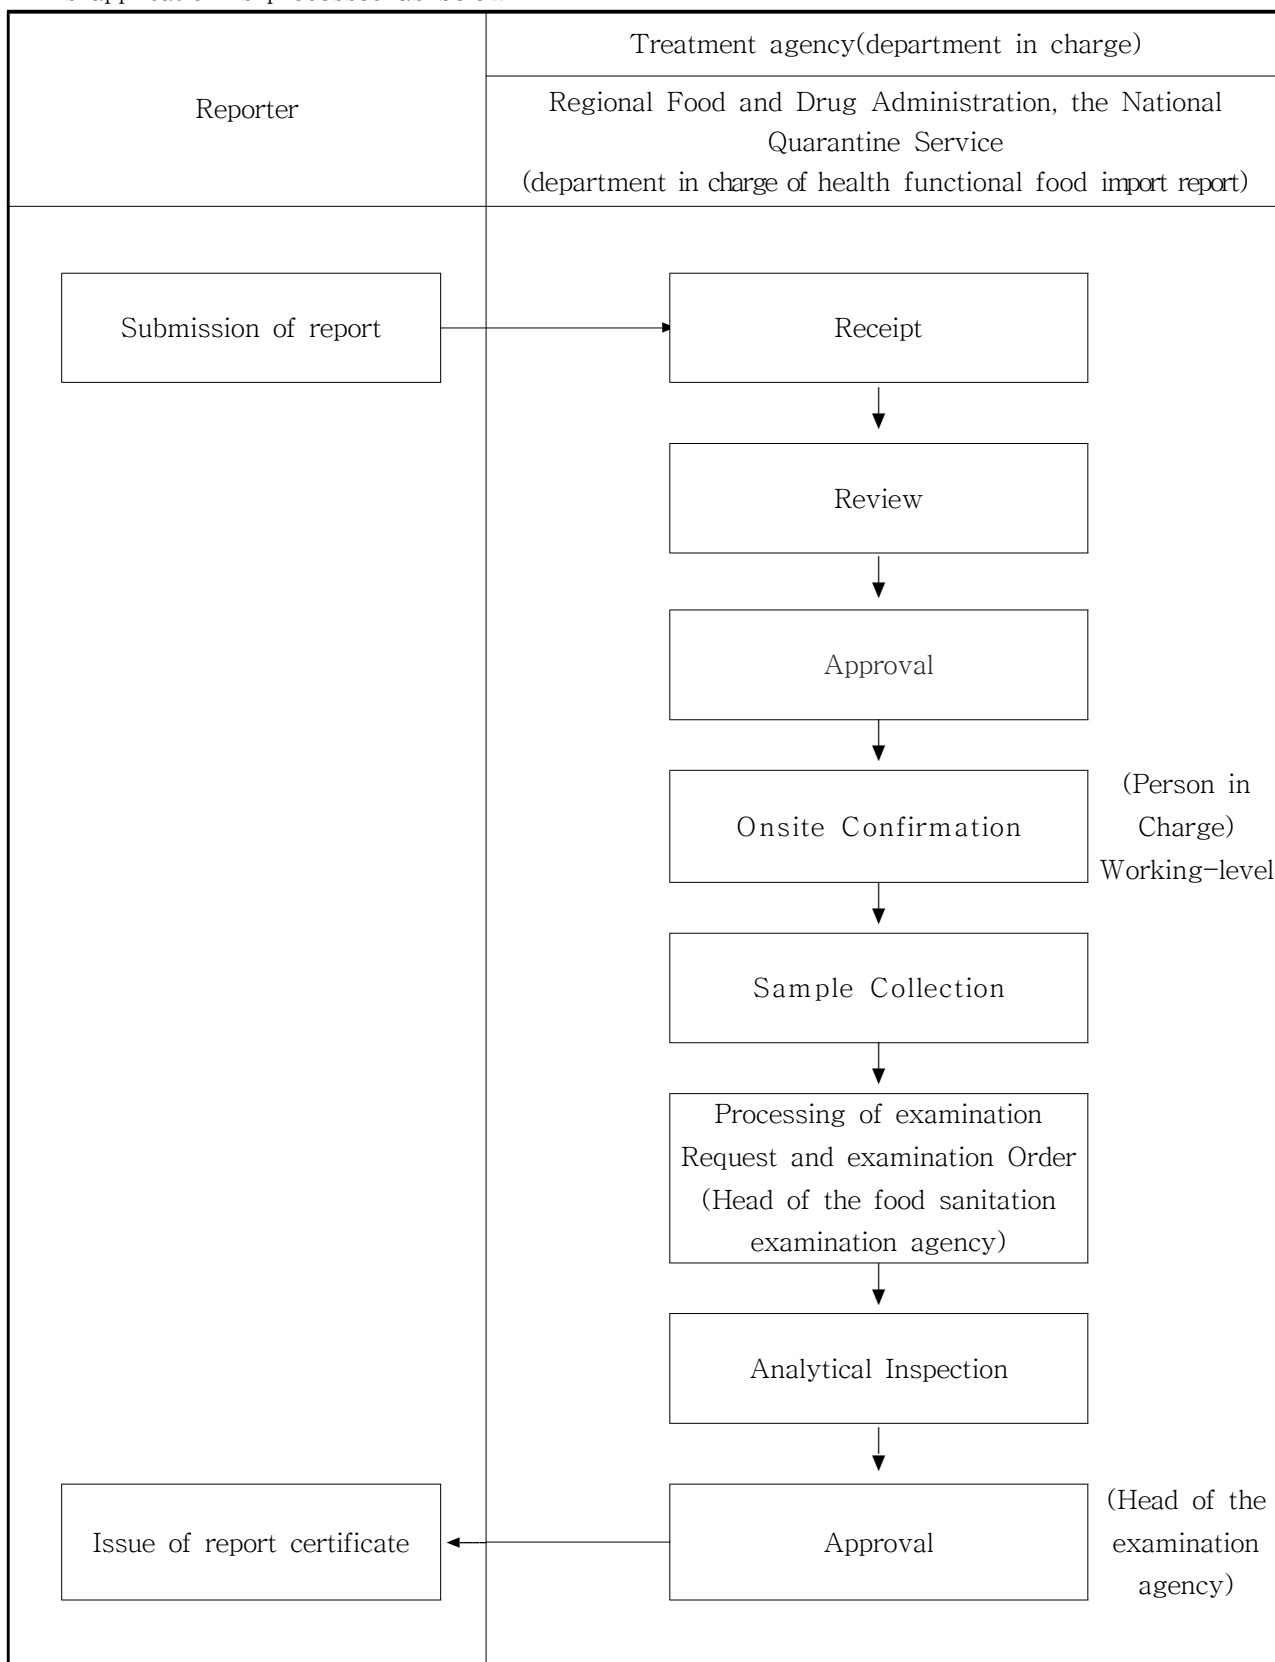 Treatment agency(department in charge)
Reporter
Regional Food and Drug Administration, the National
Quarantine Service
(department in charge of health functional food import report)
Submission of report
Receipt
Review
Approval
Onsite Confirmation
(Person in
Charge)
Working-level
Sample Collection
Processing of examination
Request and examination Order
(Head of the food sanitation
examination agency)
Analytical Inspection
Issue of report certificate
Approval
(Head of the
examination
agency)